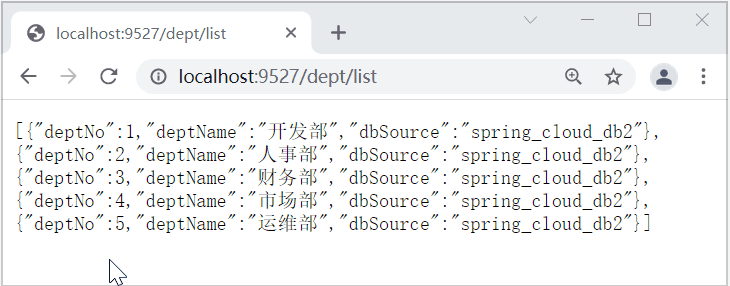 localhost:9527/dept/list
localhost:9527/dept/list
[{"deptNo":1,"deptName":"开发部","dbSource":"spring_cloud_db2"},
{"deptNo":2,"deptName":"人事部","dbSource":"spring_cloud_db2"},
{"deptNo":3,"deptName":"财务部","dbSource":"spring_cloud_db2"},
{"deptNo":4,"deptName":"市场部","dbSource":"spring_cloud_db2"},
{"deptNo":5,"deptName":"运维部","dbSource":"spring_cloud_db2"}]